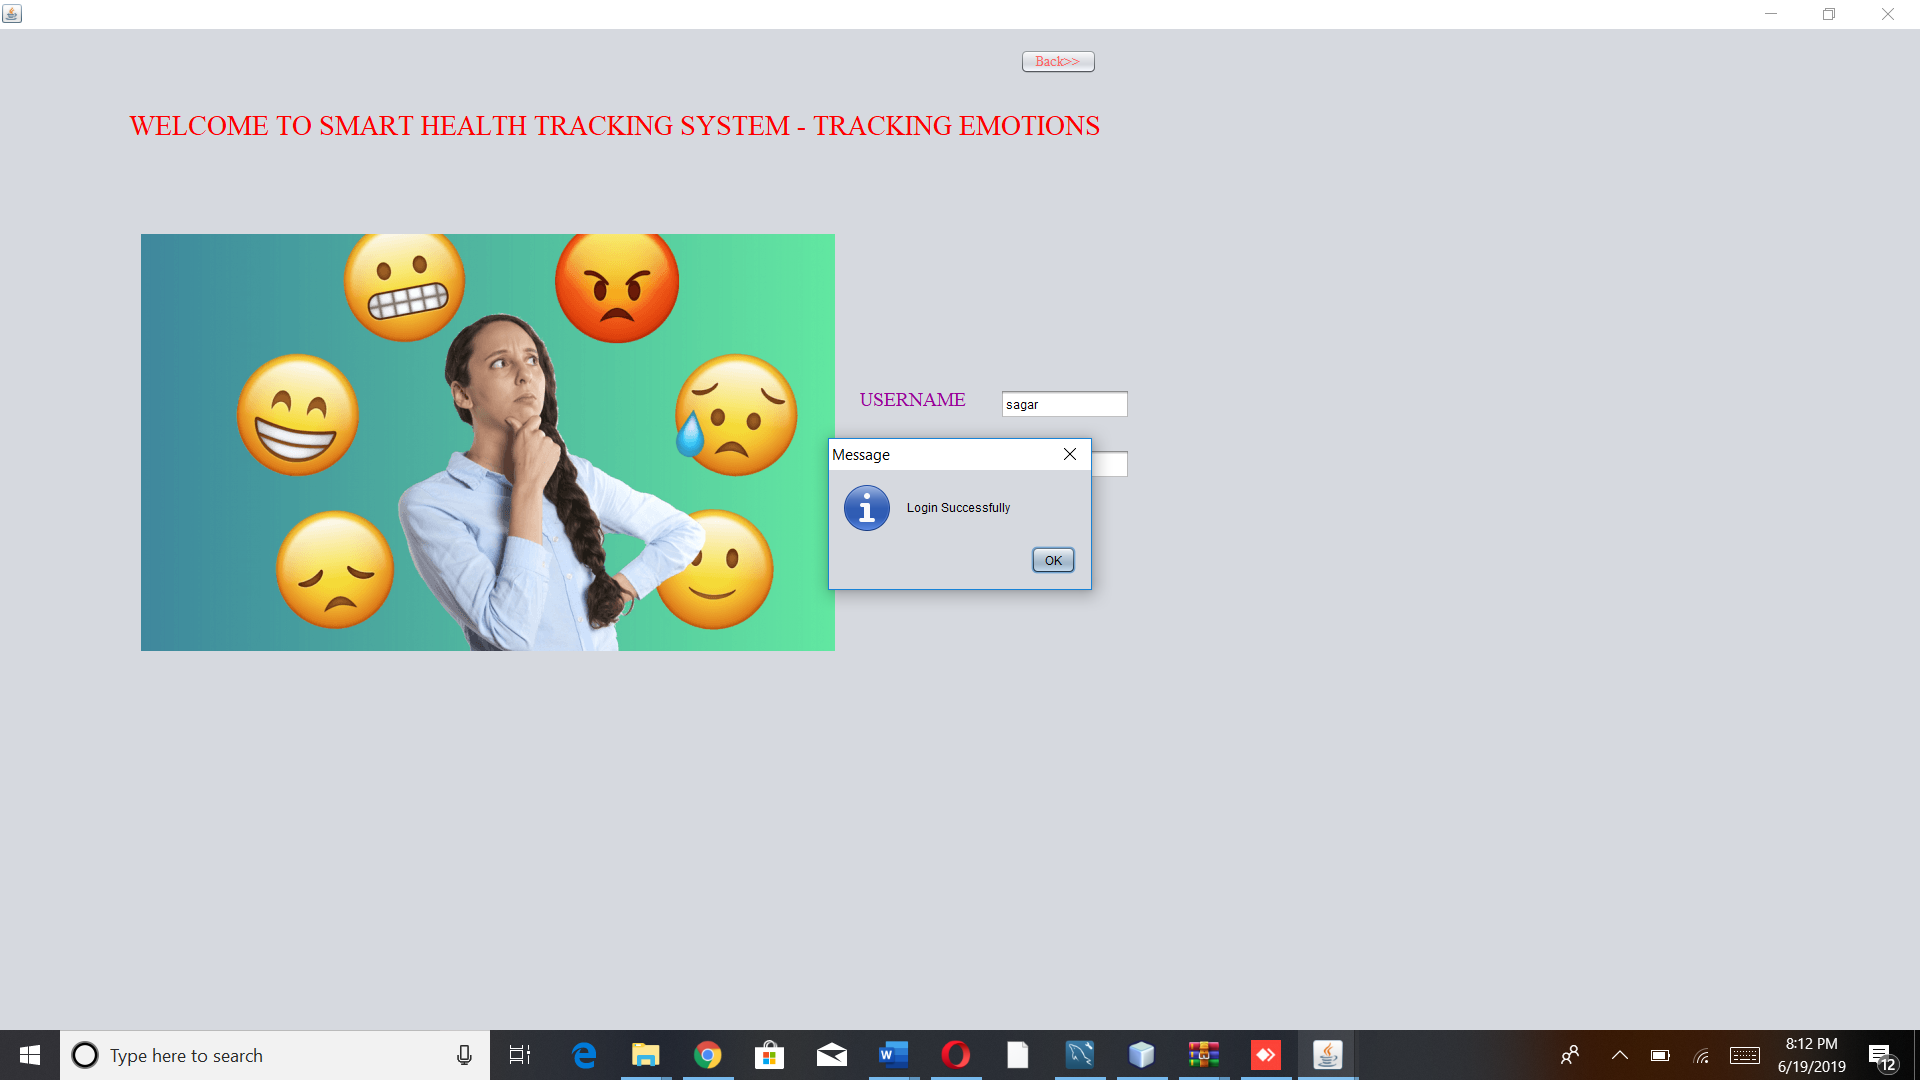 Back>>
WELCOME TO SMART HEALTH TRACKING SYSTEM - TRACKING EMOTIONS
USERNAME
sagar
Message
Login Successfully
OK
Type here to search
8:12 PM
6/19/2019
12